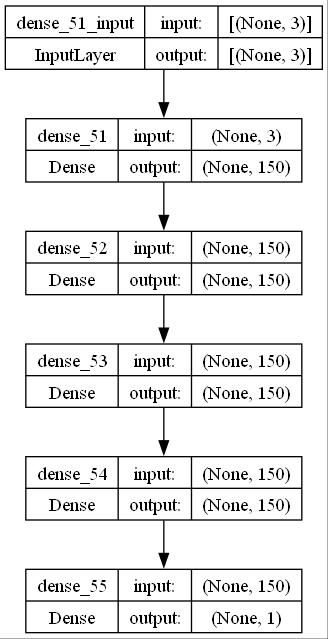 dense_51_input input: [(None, 3)]
InputLayer output: [(None, 3)]
dense_51 input: (None, 3)
Dense output: (None, 150)
dense_52 input: (None, 150)
Dense output: (None, 150)
dense_53 input: (None, 150)
Dense output: (None, 150)
dense_54 input: (None, 150)
Dense output: (None, 150)
dense_55 input: (None, 150)
Dense output: (None, 1)